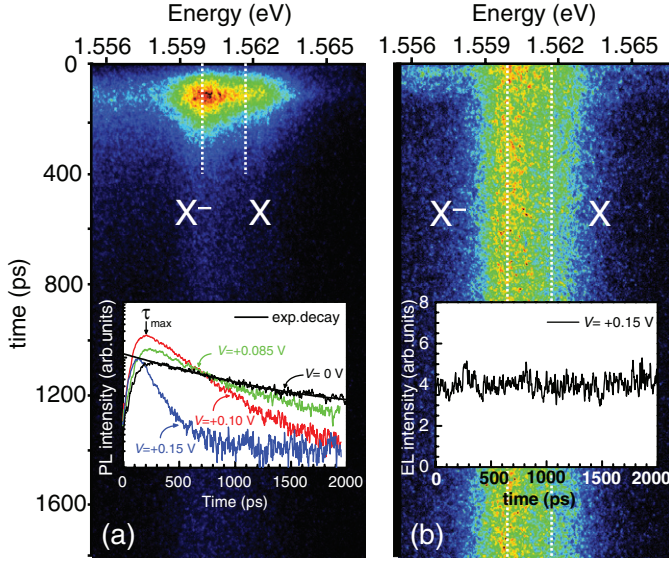 Energy (eV)
1.556 1.559 1.562 1.565
0
400
800
1200
1600
time (ps)
X⁻ X
PL intensity (arb.units)
τmax
exp.decay
V=+0.085 V
V= 0 V
V=+0.10 V
V=+0.15 V
0 500 1000 1500 2000
Time (ps)
(a)
Energy (eV)
1.556 1.559 1.562 1.565
X⁻ X
EL intensity (arb.units)
8
6
4
2
0
V= +0.15 V
0 500 1000 1500 2000
time (ps)
(b)